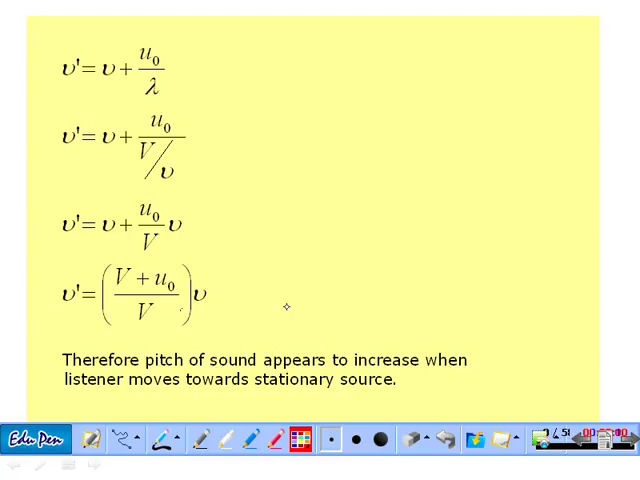 υ'= υ + u₀/λ
υ'= υ + u₀/(V/υ)
υ'= υ + (u₀/V) υ
υ'= ((V + u₀)/V) υ
Therefore pitch of sound appears to increase when
listener moves towards stationary source.
Edu Pen